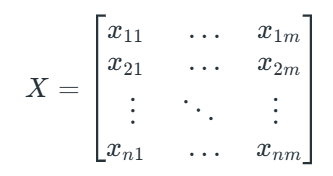 x₁₁ … x₁ₘ
x₂₁ … x₂ₘ
X =
⋮ ⋱ ⋮
xₙ₁ … xₙₘ